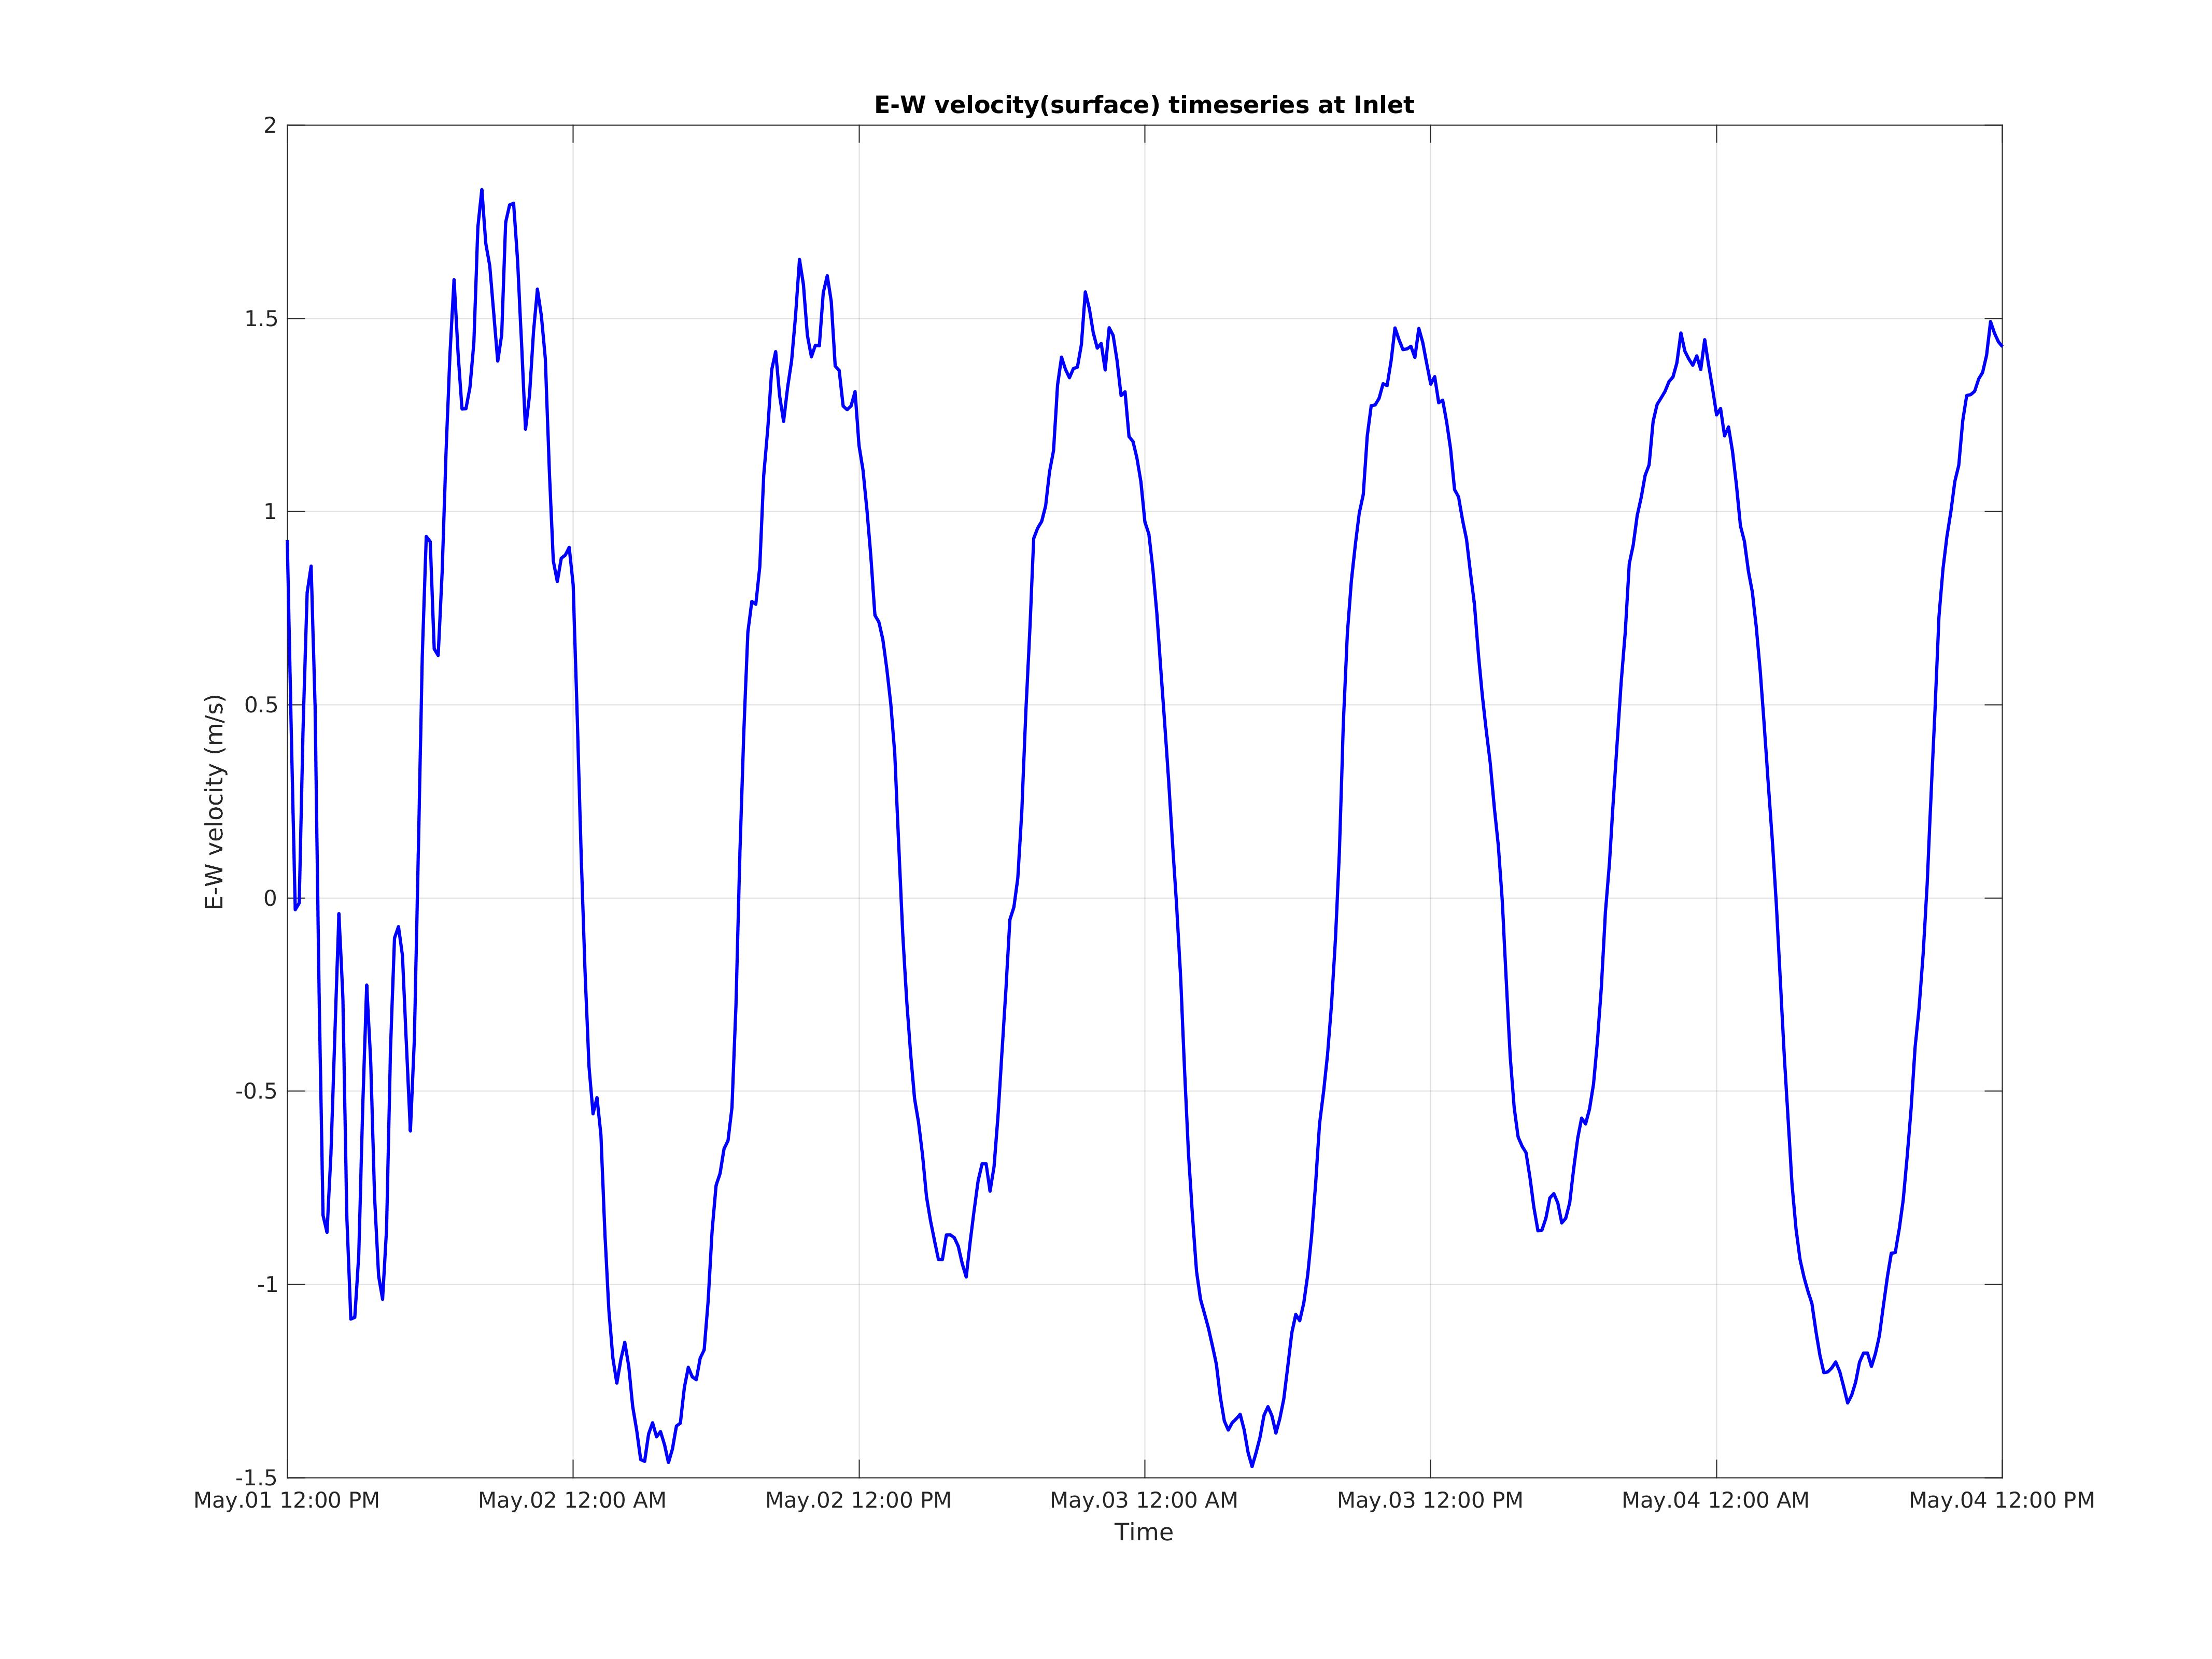 E-W velocity(surface) timeseries at Inlet
2
1.5
1
0.5
0
-0.5
-1
-1.5
E-W velocity (m/s)
May.01 12:00 PM May.02 12:00 AM May.02 12:00 PM May.03 12:00 AM May.03 12:00 PM May.04 12:00 AM May.04 12:00 PM
Time